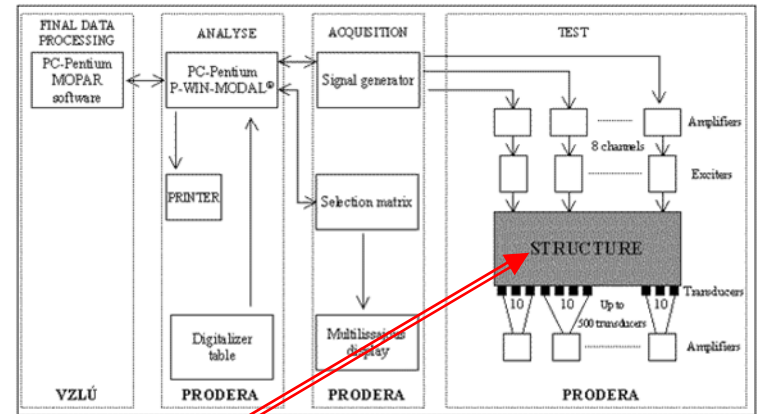 FINAL DATA
PROCESSING
PC-Pentium
MOPAR
software
VZLÚ
ANALYSE
PC-Pentium
P-WIN-MODAL®
PRINTER
Digitalizer
table
PRODERA
ACQUISITION
Signal generator
Selection matrix
Multilissajous
display
PRODERA
TEST
Amplifiers
8 channels
Exciters
STRUCTURE
Transducers
10 10 Up to 10
500 transducers
Amplifiers
PRODERA